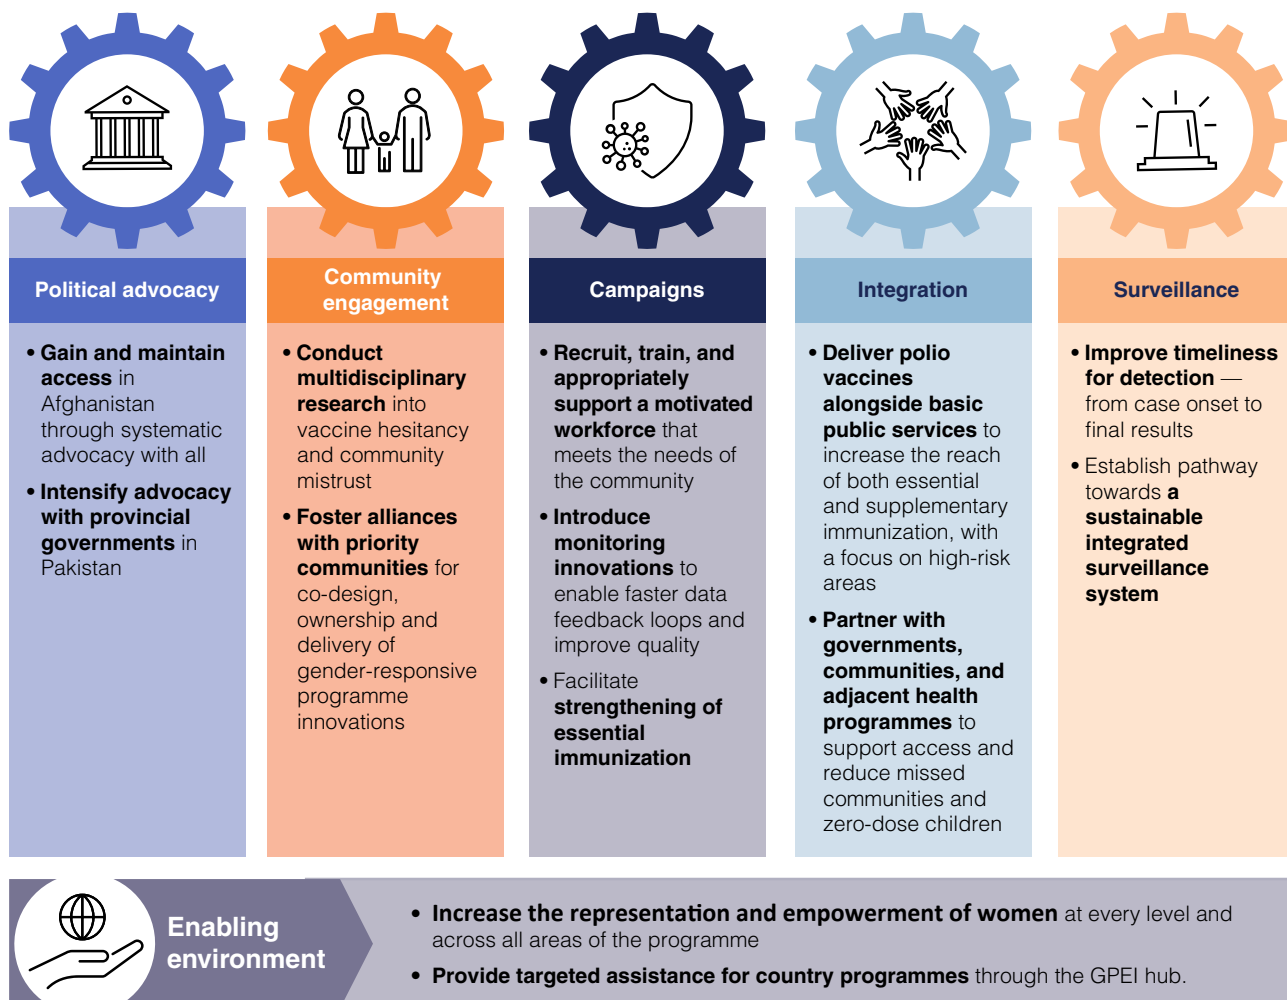 Political advocacy
• Gain and maintain
access in
Afghanistan
through systematic
advocacy with all
• Intensify advocacy
with provincial
governments in
Pakistan
Community
engagement
• Conduct
multidisciplinary
research into
vaccine hesitancy
and community
mistrust
• Foster alliances
with priority
communities for
co-design,
ownership and
delivery of
gender-responsive
programme
innovations
Campaigns
• Recruit, train, and
appropriately
support a motivated
workforce that
meets the needs of
the community
• Introduce
monitoring
innovations to
enable faster data
feedback loops and
improve quality
• Facilitate
strengthening of
essential
immunization
Integration
• Deliver polio
vaccines
alongside basic
public services to
increase the reach
of both essential
and supplementary
immunization, with
a focus on high-risk
areas
• Partner with
governments,
communities, and
adjacent health
programmes to
support access and
reduce missed
communities and
zero-dose children
Surveillance
• Improve timeliness
for detection —
from case onset to
final results
• Establish pathway
towards a
sustainable
integrated
surveillance
system
Enabling
environment
• Increase the representation and empowerment of women at every level and
across all areas of the programme
• Provide targeted assistance for country programmes through the GPEI hub.